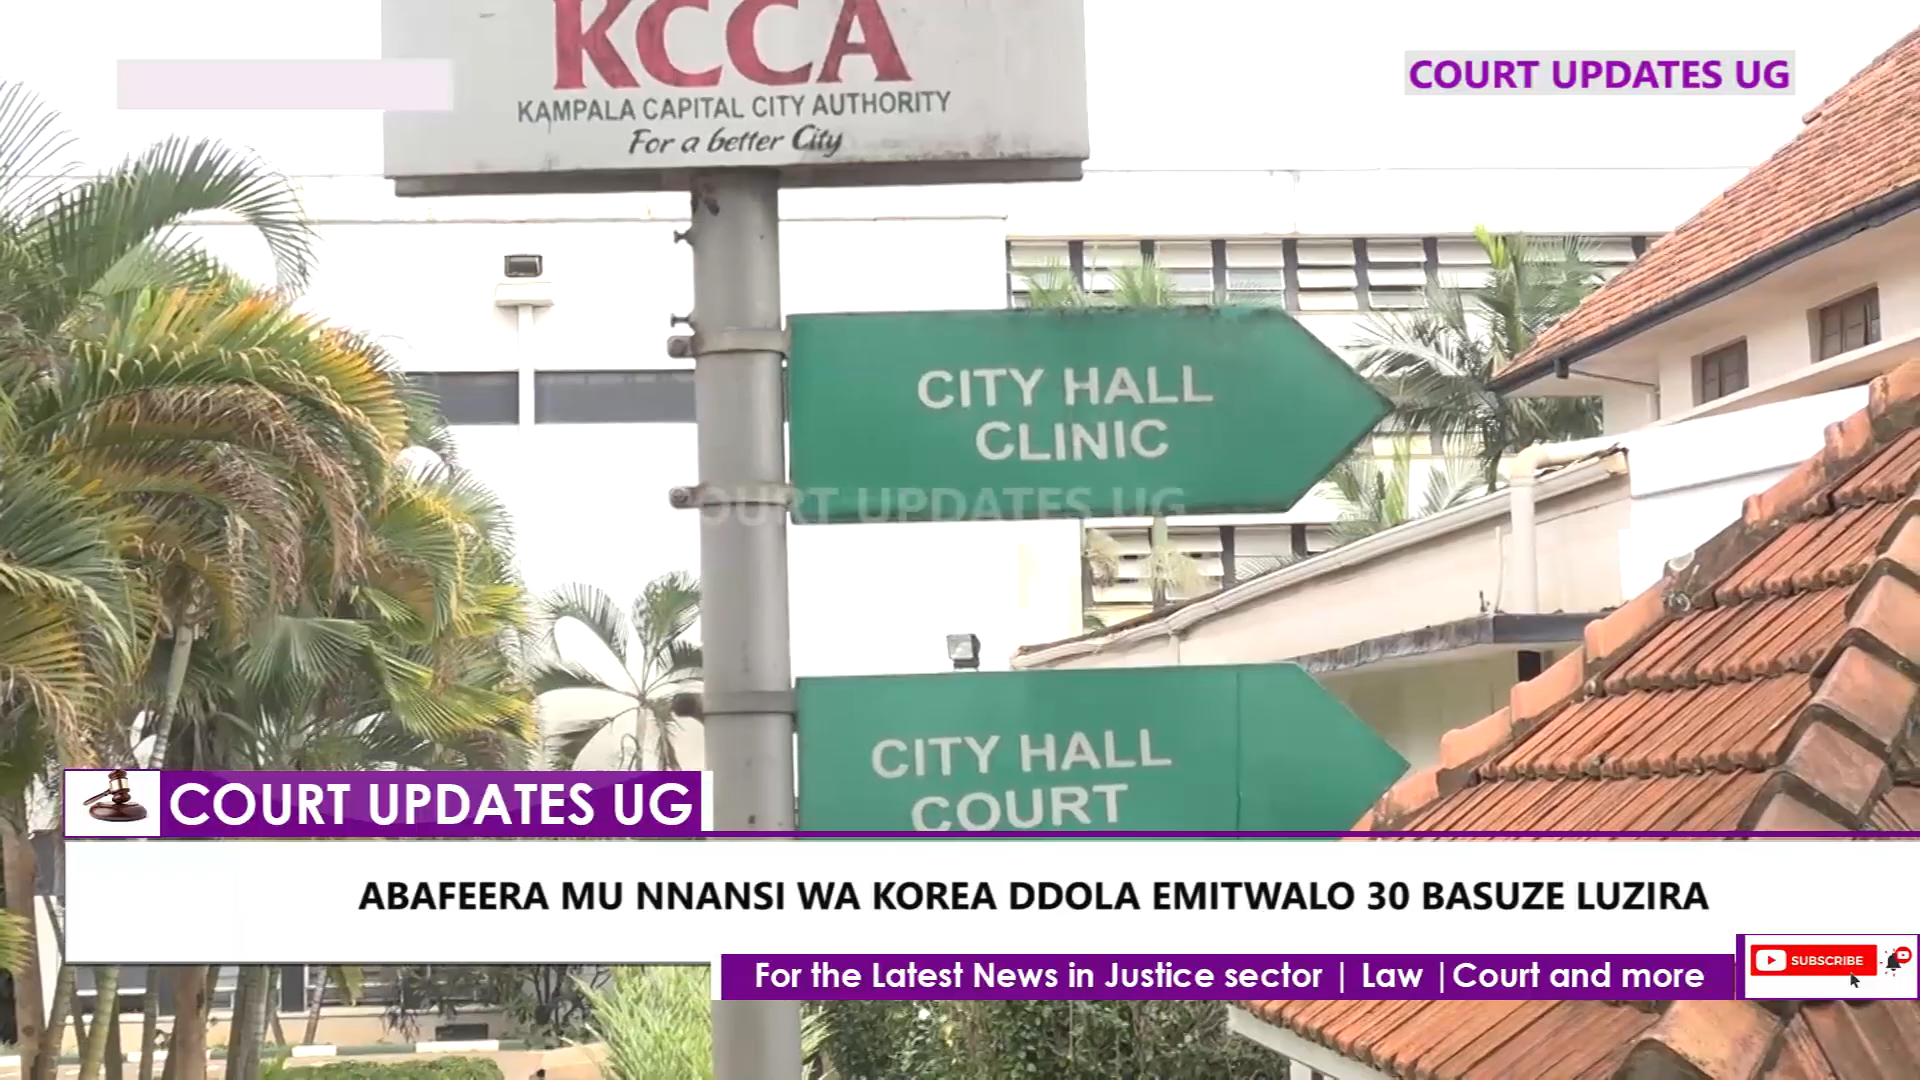 KCCA
KAMPALA CAPITAL CITY AUTHORITY
For a better City
COURT UPDATES UG
CITY HALL
CLINIC
COURT UPDATES UG
CITY HALL
COURT
COURT UPDATES UG
ABAFEERA MU NNANSI WA KOREA DDOLA EMITWALO 30 BASUZE LUZIRA
For the Latest News in Justice sector | Law |Court and more
SUBSCRIBE